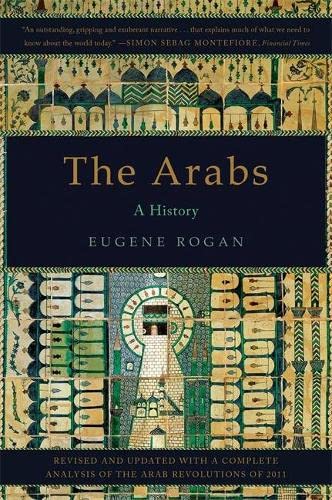 "An outstanding, gripping and exuberant narrative . . . that explains much of what we need to
know about the world today." —SIMON SEBAG MONTEFIORE, Financial Times
The Arabs
A History
EUGENE ROGAN
REVISED AND UPDATED WITH A COMPLETE
ANALYSIS OF THE ARAB REVOLUTIONS OF 2011